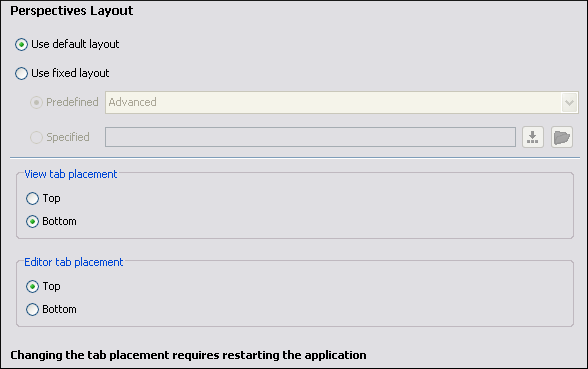 Perspectives Layout
Use default layout
Use fixed layout
Predefined Advanced
Specified
View tab placement
Top
Bottom
Editor tab placement
Top
Bottom
Changing the tab placement requires restarting the application